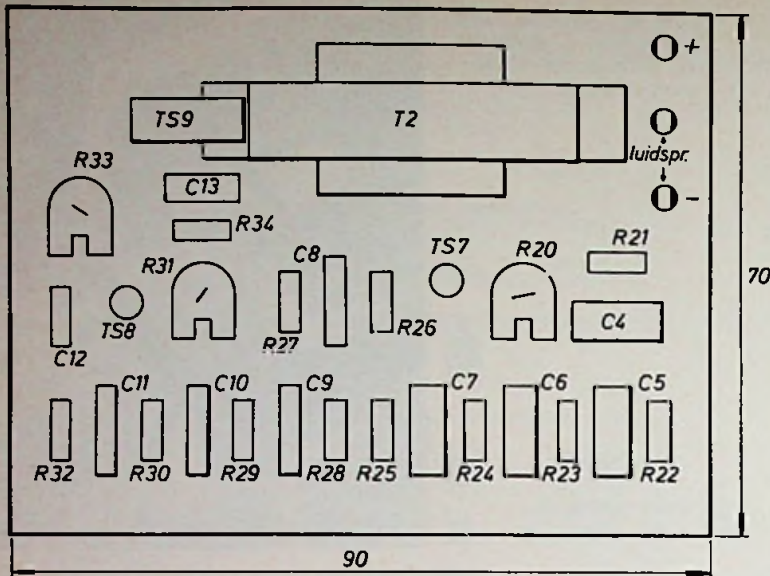 +
TS9 T2
luidspr.
R33
C13
-
R34
R31 C8 TS7 R20 R21
70
TS8
C4
C12 R27 R26
C11 C10 C9 C7 C6 C5
R32 R30 R29 R28 R25 R24 R23 R22
90